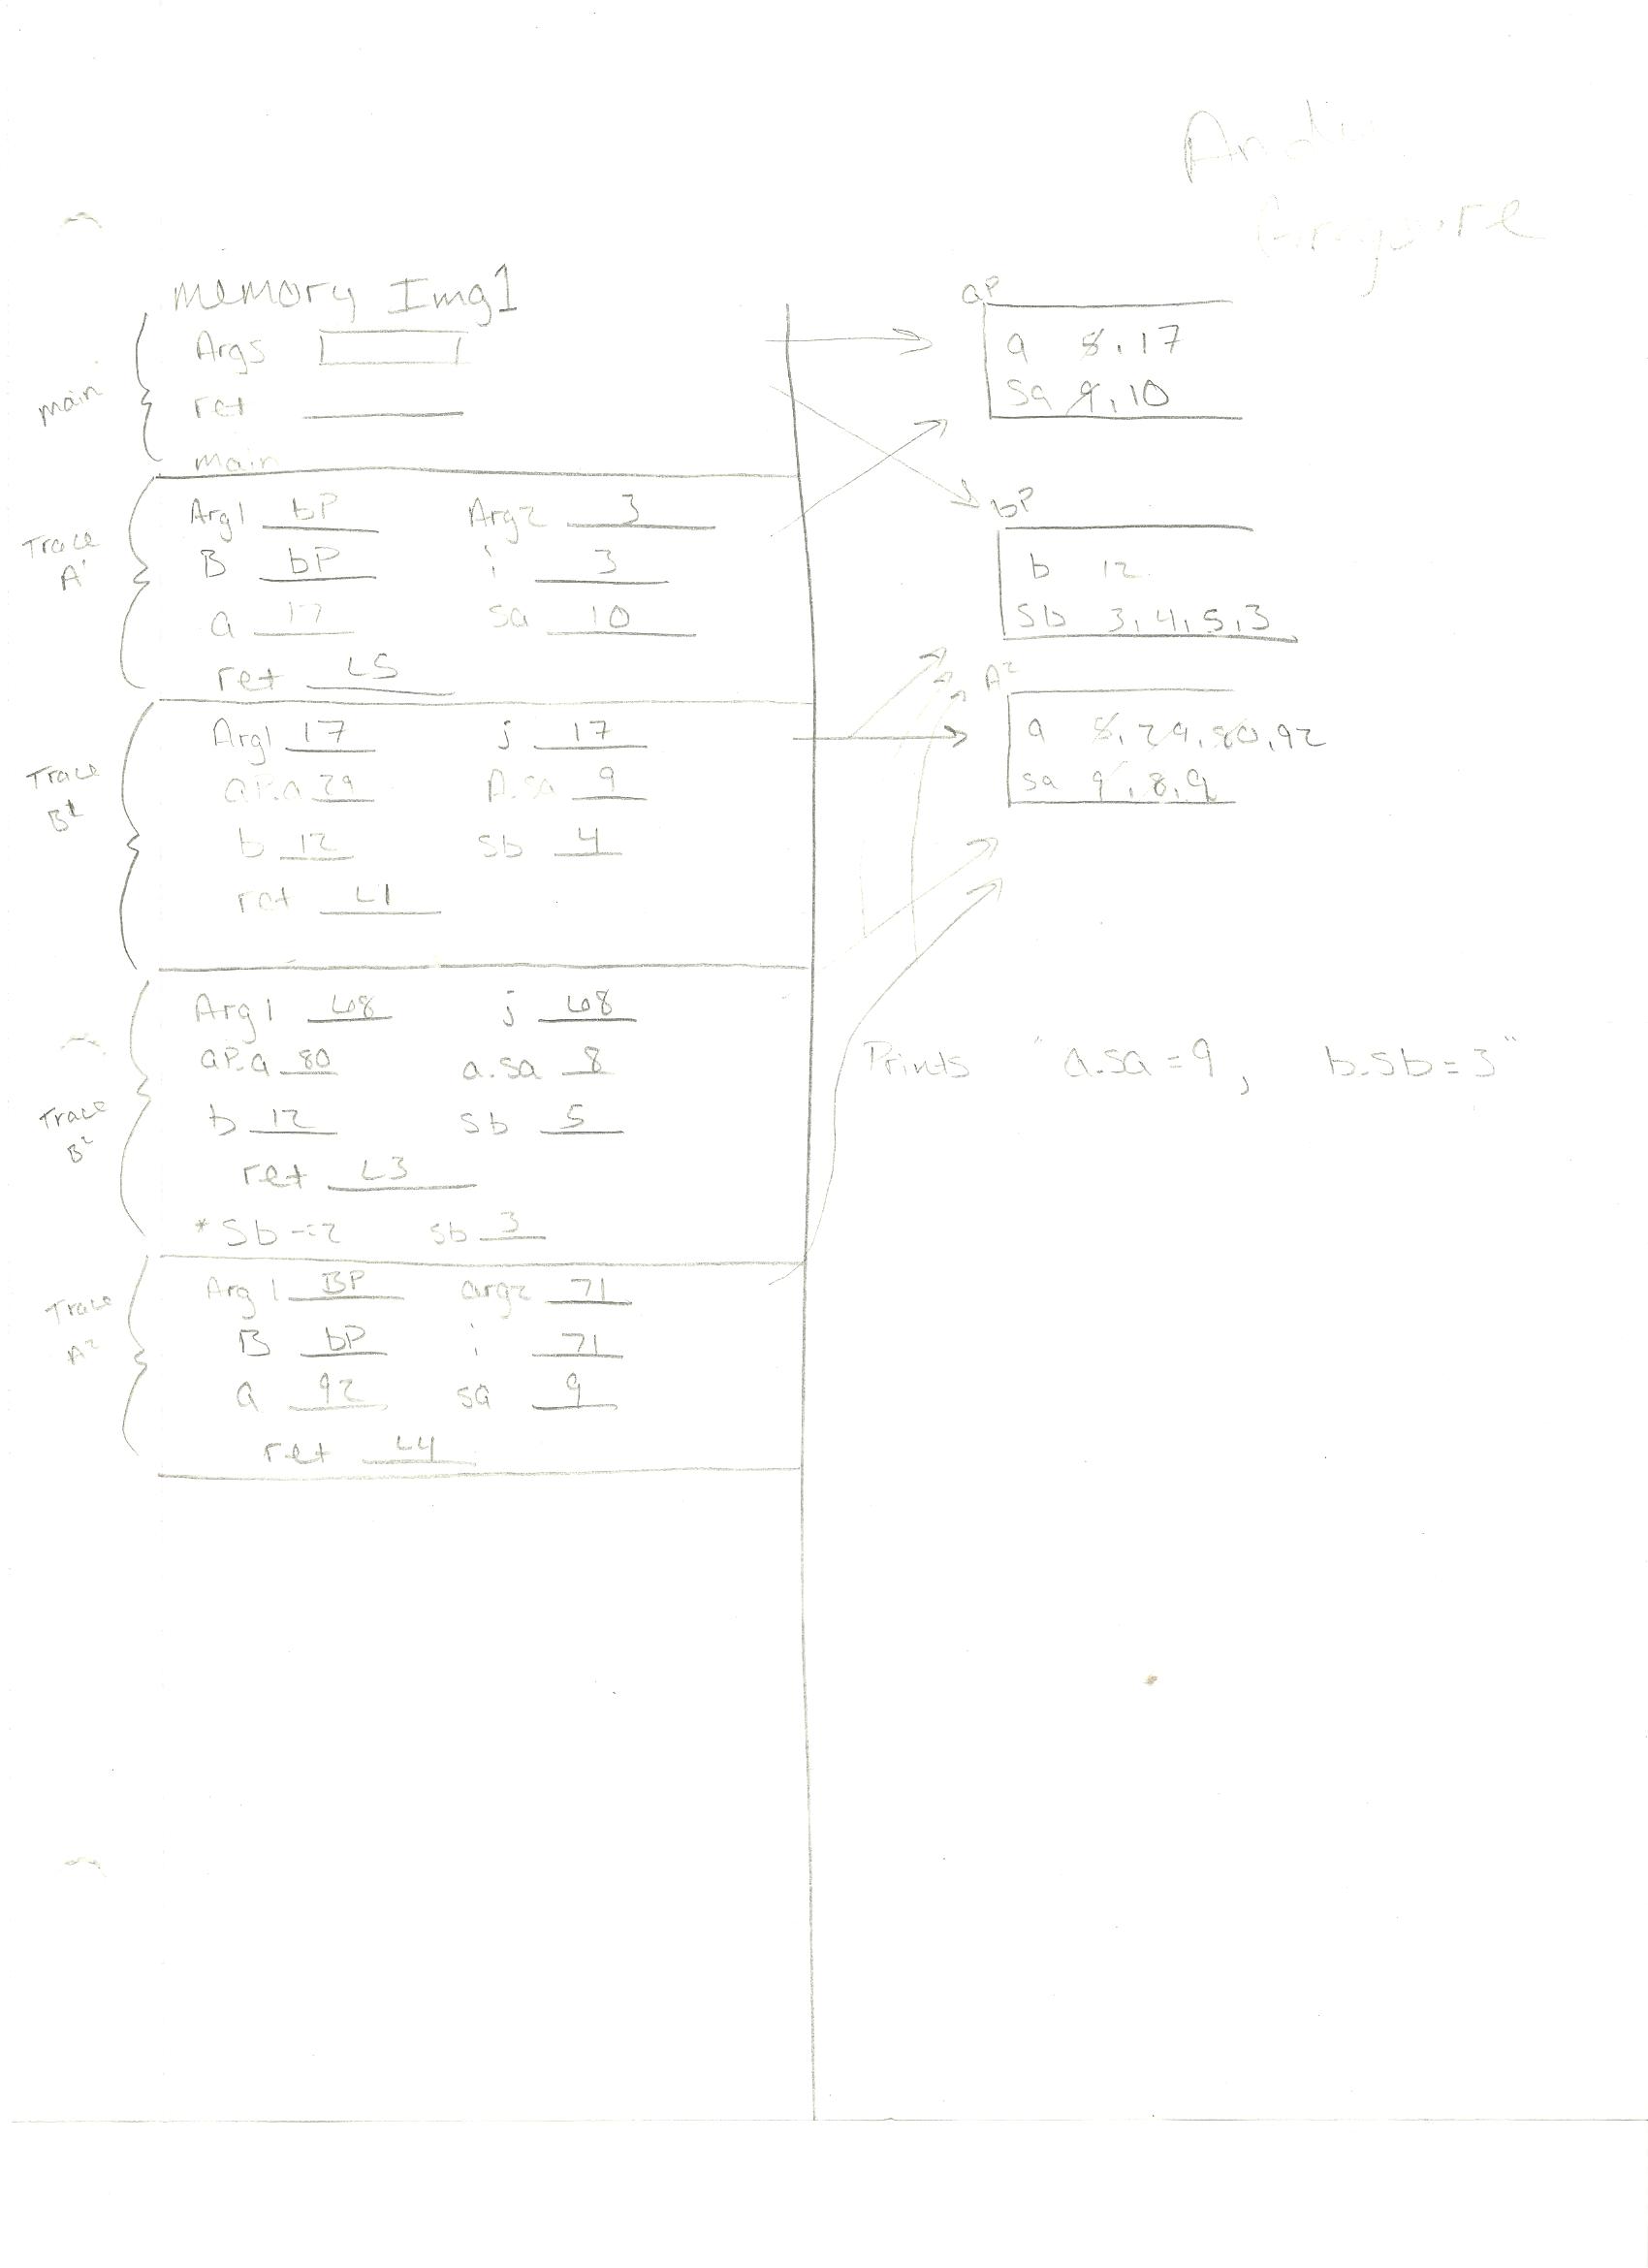 memory Img1
Args
ret
main
main
Trace A¹
Arg1 bP Arg2 3
B bP i 3
a 17 sa 10
ret L5
Trace B¹
Arg1 17 j 17
aP.a 29 A.sa 9
b 12 sb 4
ret L1
Trace B²
Arg1 68 j 68
aP.a 80 a.sa 8
b 12 sb 5
ret L3
*Sb -=2 sb 3
Trace A²
Arg1 BP arg2 71
B bP i 71
a 92 sa 9
ret L4
aP
a 8, 17
sa 9, 10
bP
b 12
sb 3, 4, 5, 3
A²
a 8, 29, 80, 92
sa 9, 8, 9
Prints "a.sa=9, b.sb=3"